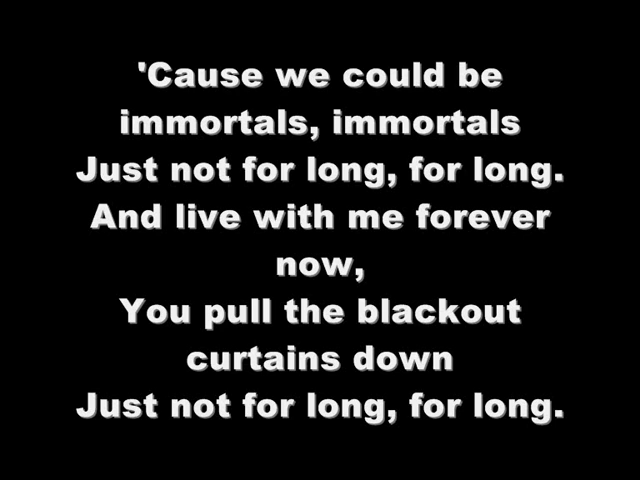 'Cause we could be
immortals, immortals
Just not for long, for long.
And live with me forever
now,
You pull the blackout
curtains down
Just not for long, for long.